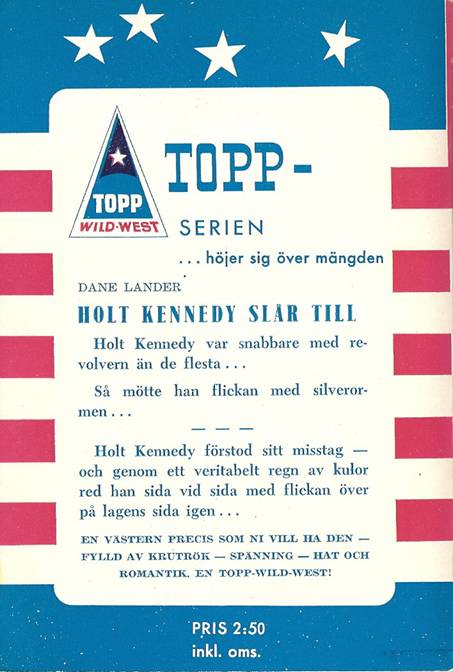 TOPP
WILD-WEST
TOPP-
SERIEN
... höjer sig över mängden
DANE LANDER
HOLT KENNEDY SLÅR TILL
Holt Kennedy var snabbare med re-
volvern än de flesta ...
Så mötte han flickan med silveror-
men ...
— — —
Holt Kennedy förstod sitt misstag —
och genom ett veritabelt regn av kulor
red han sida vid sida med flickan över
på lagens sida igen ...
EN VÄSTERN PRECIS SOM NI VILL HA DEN —
FYLLD AV KRUTRÖK — SPÄNNING — HAT OCH
ROMANTIK. EN TOPP-WILD-WEST!
PRIS 2:50
inkl. oms.